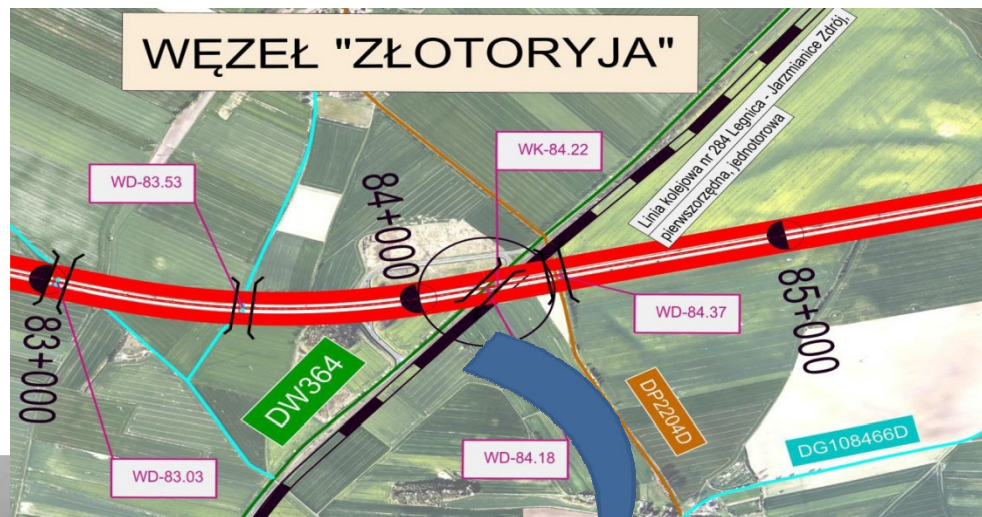 WĘZEŁ "ZŁOTORYJA"
WK-84.22
WD-83.53
Linia kolejowa nr 284 Legnica - Jarzmianice Zdrój,
pierwszorzędna, jednotorowa
84+000
83+000
85+000
WD-84.37
DW364
DP2204D
WD-83.03
WD-84.18
DG108466D